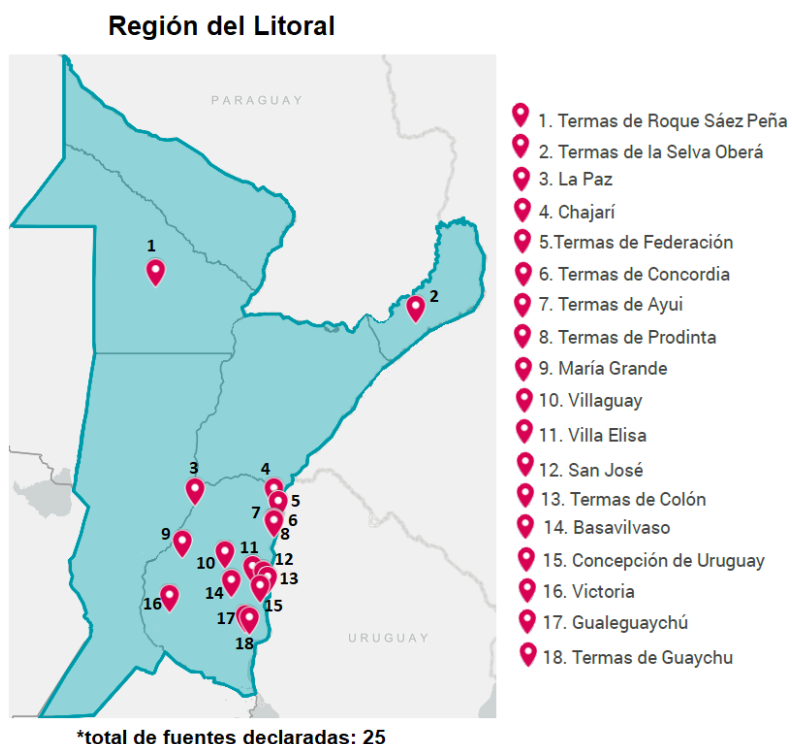 Región del Litoral
PARAGUAY
1
2
3
4
5
7
6
8
9
10
11
12
13
14
15
16
17
18
URUGUAY
1. Termas de Roque Sáez Peña
2. Termas de la Selva Oberá
3. La Paz
4. Chajarí
5.Termas de Federación
6. Termas de Concordia
7. Termas de Ayui
8. Termas de Prodinta
9. María Grande
10. Villaguay
11. Villa Elisa
12. San José
13. Termas de Colón
14. Basavilvaso
15. Concepción de Uruguay
16. Victoria
17. Gualeguaychú
18. Termas de Guaychu
*total de fuentes declaradas: 25